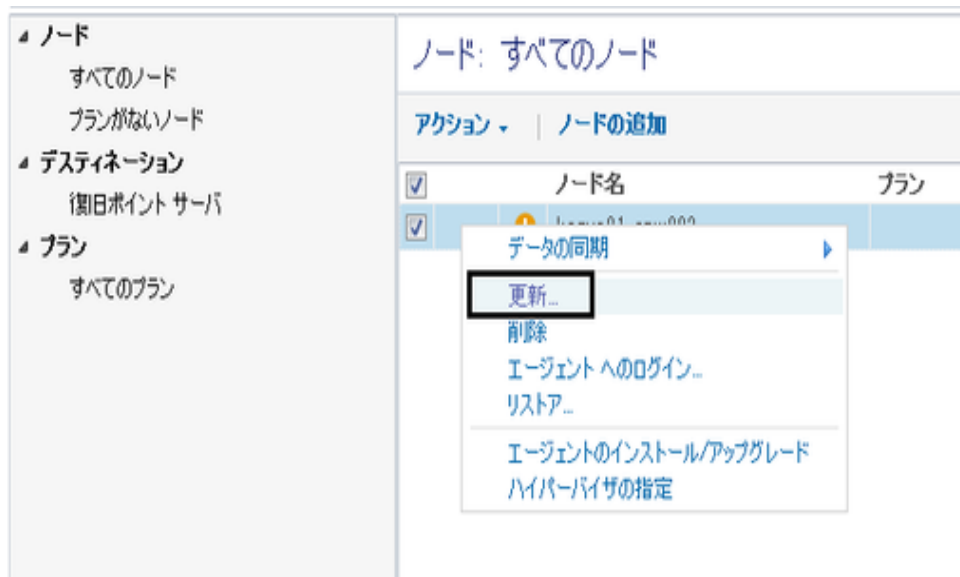 ノード
すべてのノード
プランがないノード
デスティネーション
復旧ポイント サーバ
プラン
すべてのプラン
ノード: すべてのノード
アクション ノードの追加
ノード名 プラン
データの同期
更新...
削除
エージェント へのログイン...
リストア...
エージェントのインストール/アップグレード
ハイパーバイザの指定